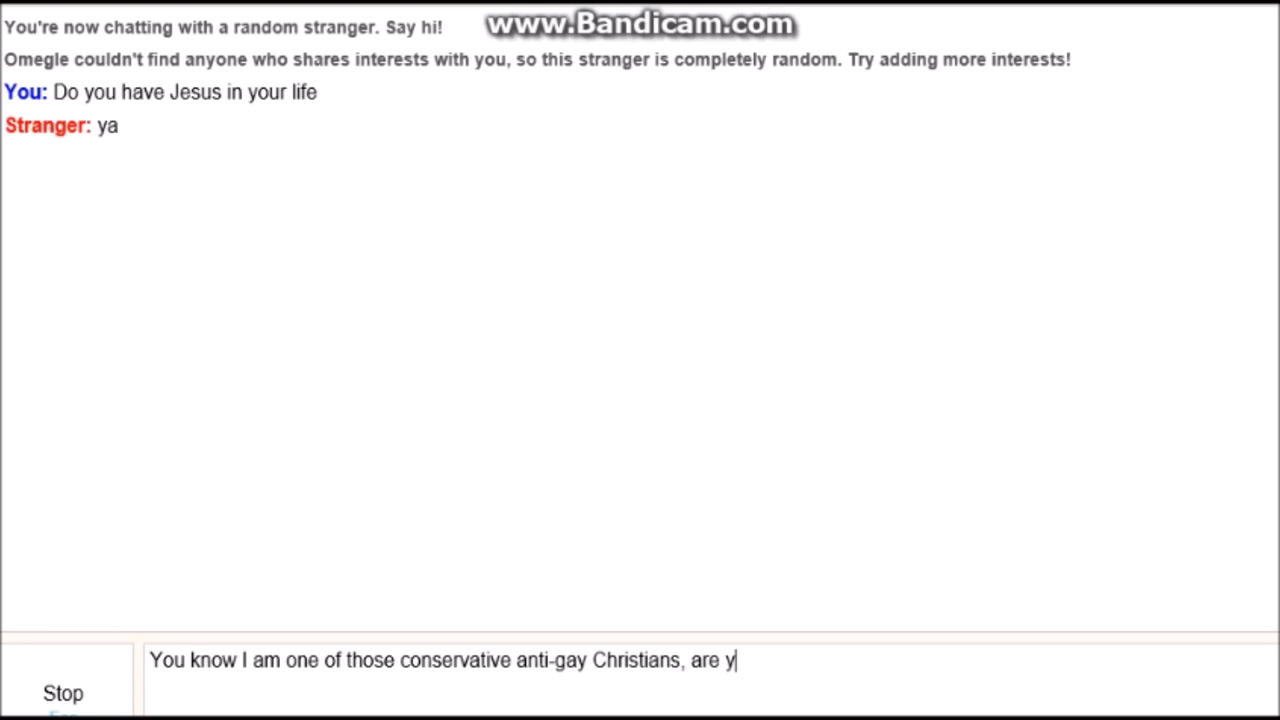 www.Bandicam.com
You're now chatting with a random stranger. Say hi!
Omegle couldn't find anyone who shares interests with you, so this stranger is completely random. Try adding more interests!
You: Do you have Jesus in your life
Stranger: ya
You know I am one of those conservative anti-gay Christians, are y
Stop